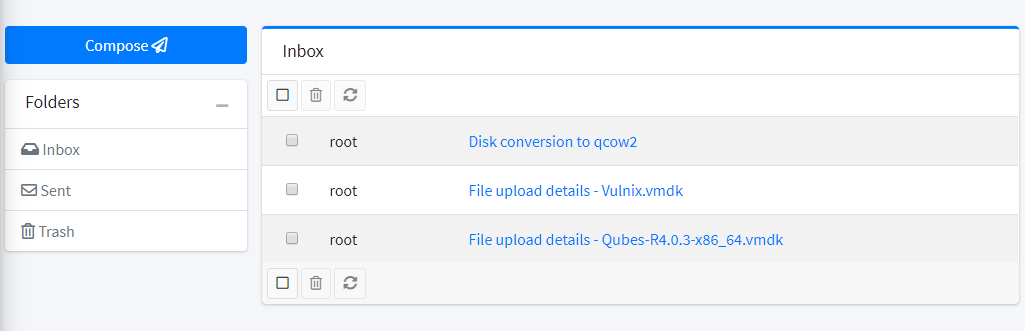 Compose
Folders
Inbox
Sent
Trash
Inbox
root Disk conversion to qcow2
root File upload details - Vulnix.vmdk
root File upload details - Qubes-R4.0.3-x86_64.vmdk